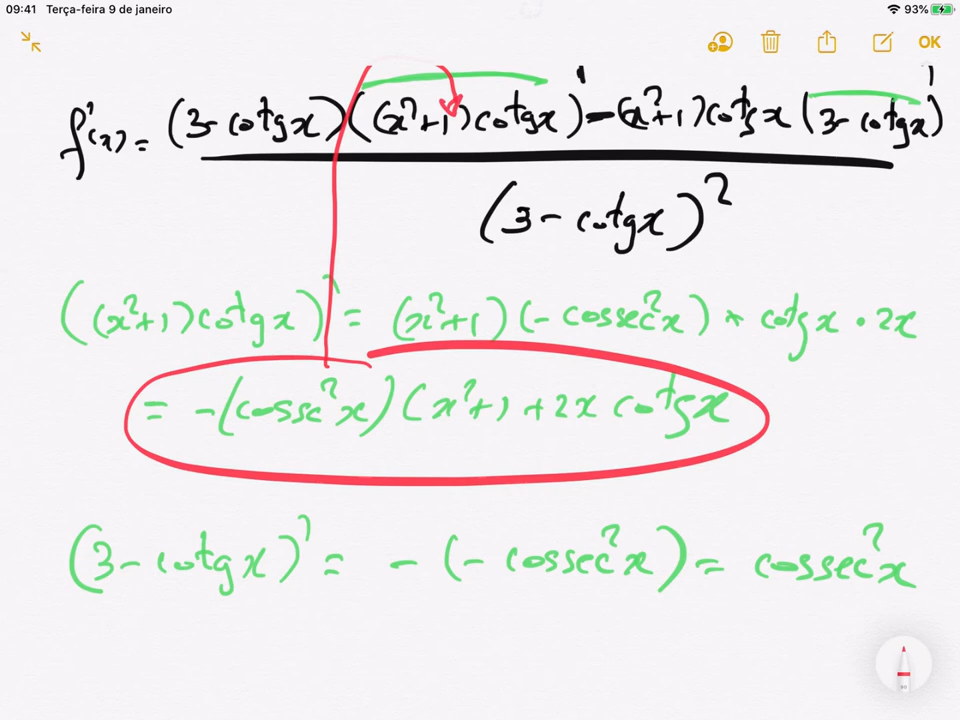 09:41 Terça-feira 9 de janeiro 93%
OK
f'(x) = (3 - cotg x) ((x²+1) cotg x)' - (x²+1) cotg x (3 - cotg x)'
(3 - cotg x)²
((x²+1) cotg x)' = (x²+1) (- cossec² x) + cotg x · 2x
= - (cossec² x) (x²+1 + 2x cotg x
(3 - cotg x)' = - (- cossec² x) = cossec² x